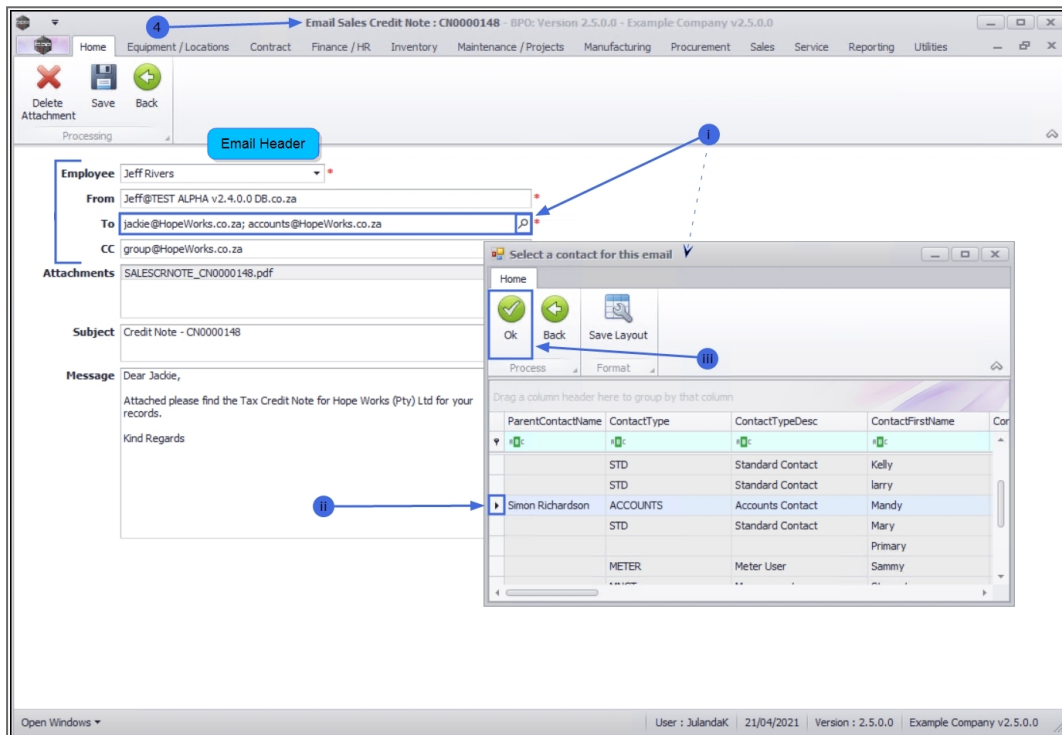 4
Email Sales Credit Note : CN0000148 - BPO: Version 2.5.0.0 - Example Company v2.5.0.0
Home Equipment / Locations Contract Finance / HR Inventory Maintenance / Projects Manufacturing Procurement Sales Service Reporting Utilities
Delete Attachment
Save
Back
Processing
Email Header
i
Employee Jeff Rivers *
From Jeff@TEST ALPHA v2.4.0.0 DB.co.za *
To jackie@HopeWorks.co.za; accounts@HopeWorks.co.za *
CC group@HopeWorks.co.za
Attachments SALESCRNOTE_CN0000148.pdf
Subject Credit Note - CN0000148
Message Dear Jackie,
Attached please find the Tax Credit Note for Hope Works (Pty) Ltd for your
records.
Kind Regards
ii
Select a contact for this email
Home
Ok
Back
Save Layout
iii
Process Format
Drag a column header here to group by that column
ParentContactName ContactType ContactTypeDesc ContactFirstName Cor
STD Standard Contact Kelly
STD Standard Contact larry
Simon Richardson ACCOUNTS Accounts Contact Mandy
STD Standard Contact Mary
Primary
METER Meter User Sammy
Open Windows
User : JulandaK 21/04/2021 Version : 2.5.0.0 Example Company v2.5.0.0